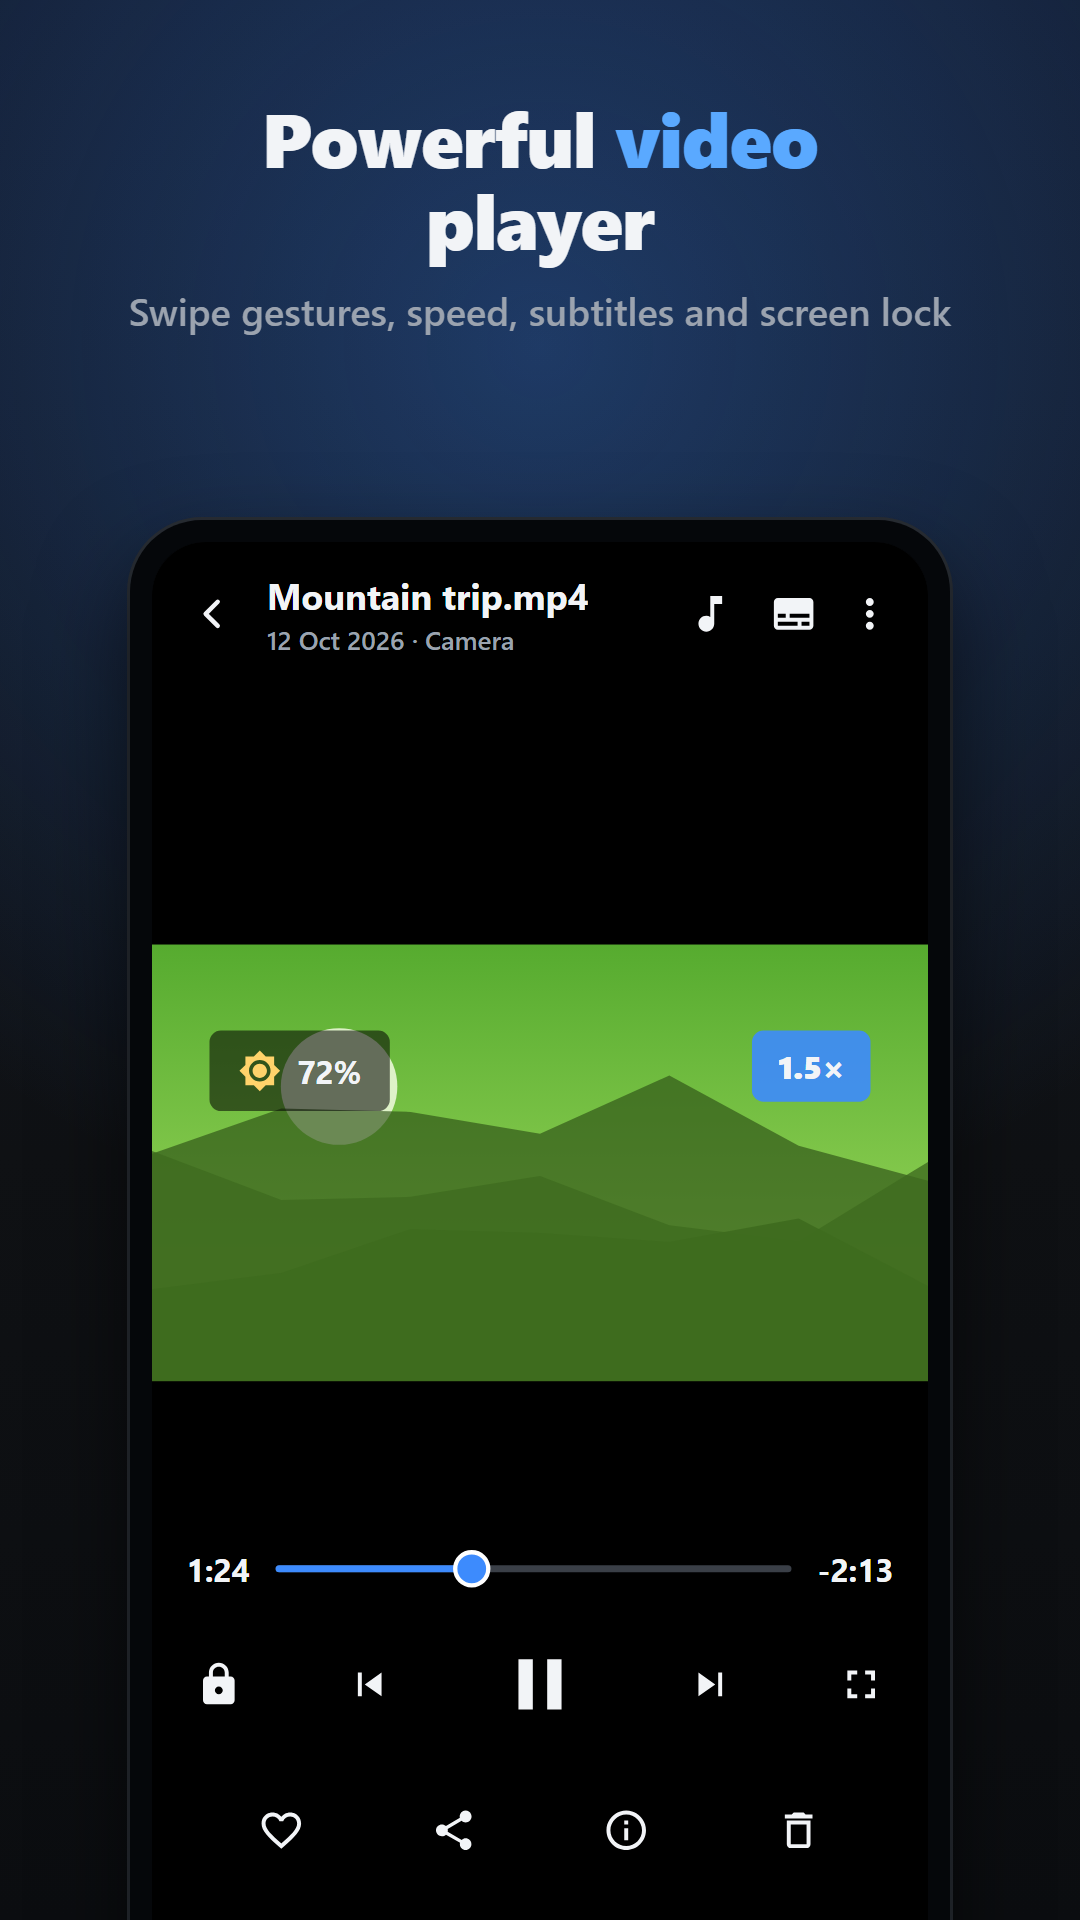 Powerful video
player
Swipe gestures, speed, subtitles and screen lock
Mountain trip.mp4
12 Oct 2026 · Camera
72%
1.5×
1:24
-2:13